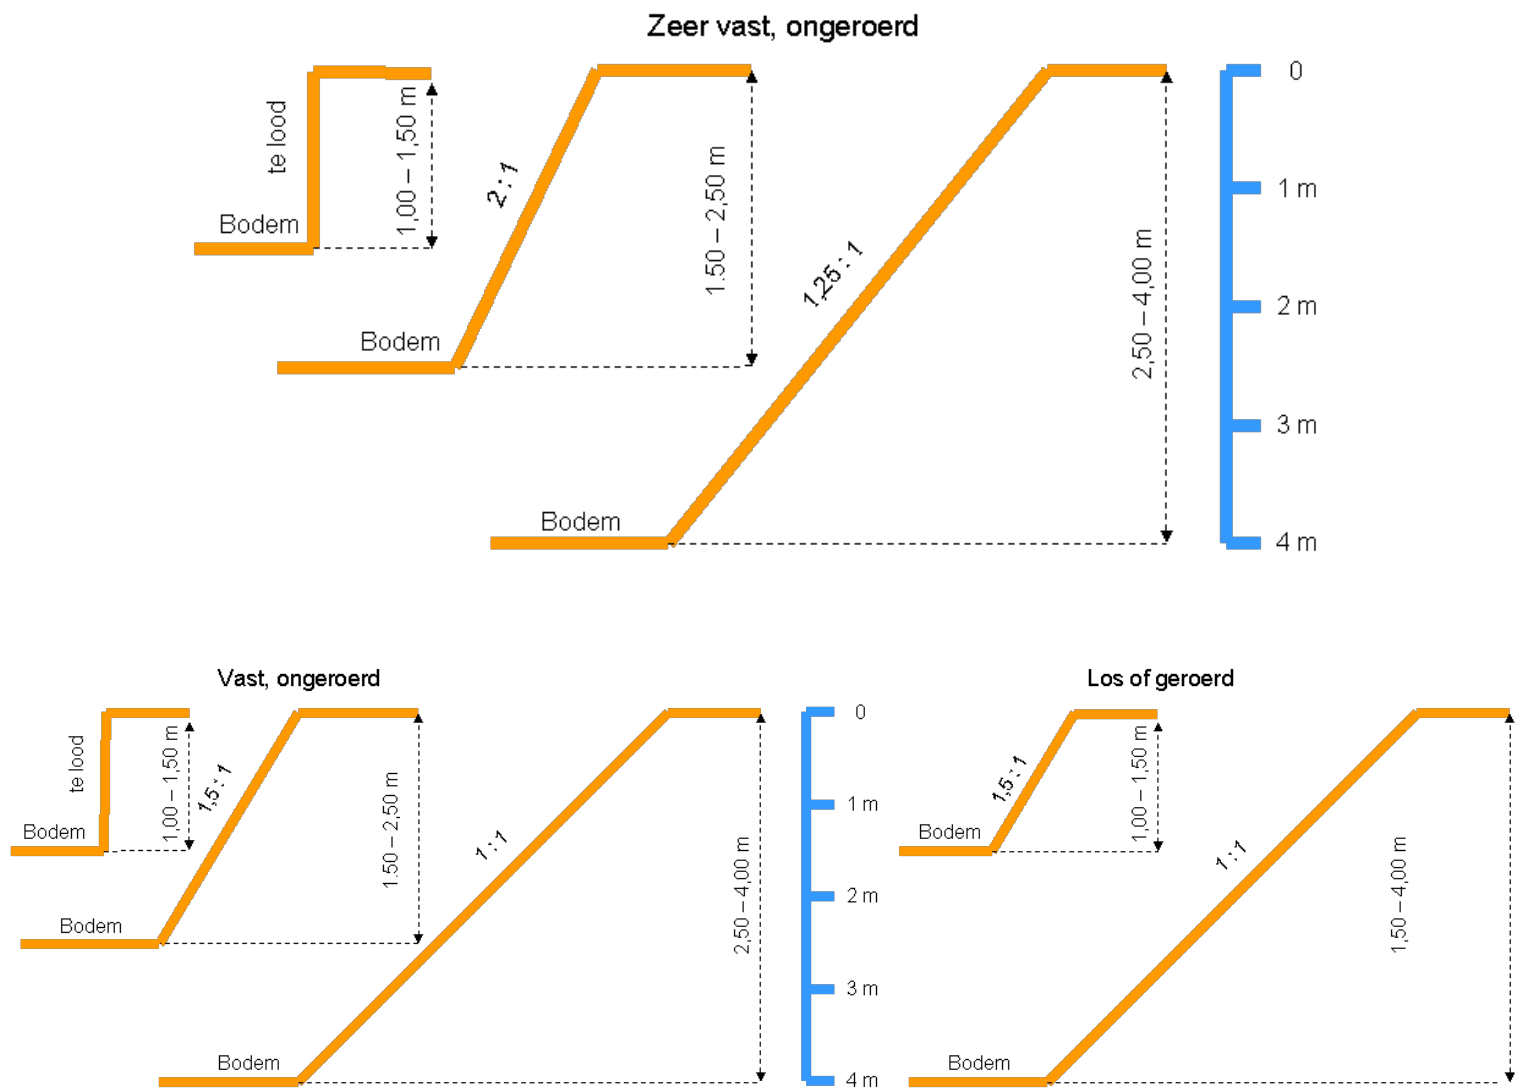 Zeer vast, ongeroerd
te lood
1,00 – 1,50 m
Bodem
2 : 1
1.50 – 2,50 m
Bodem
1,25 : 1
2,50 – 4,00 m
Bodem
0
1 m
2 m
3 m
4 m
Vast, ongeroerd
te lood
1,00 – 1,50 m
Bodem
1,5 : 1
1.50 – 2,50 m
Bodem
1 : 1
2,50 – 4,00 m
Bodem
0
1 m
2 m
3 m
4 m
Los of geroerd
1,5 : 1
1,00 – 1,50 m
Bodem
1 : 1
1,50 – 4,00 m
Bodem